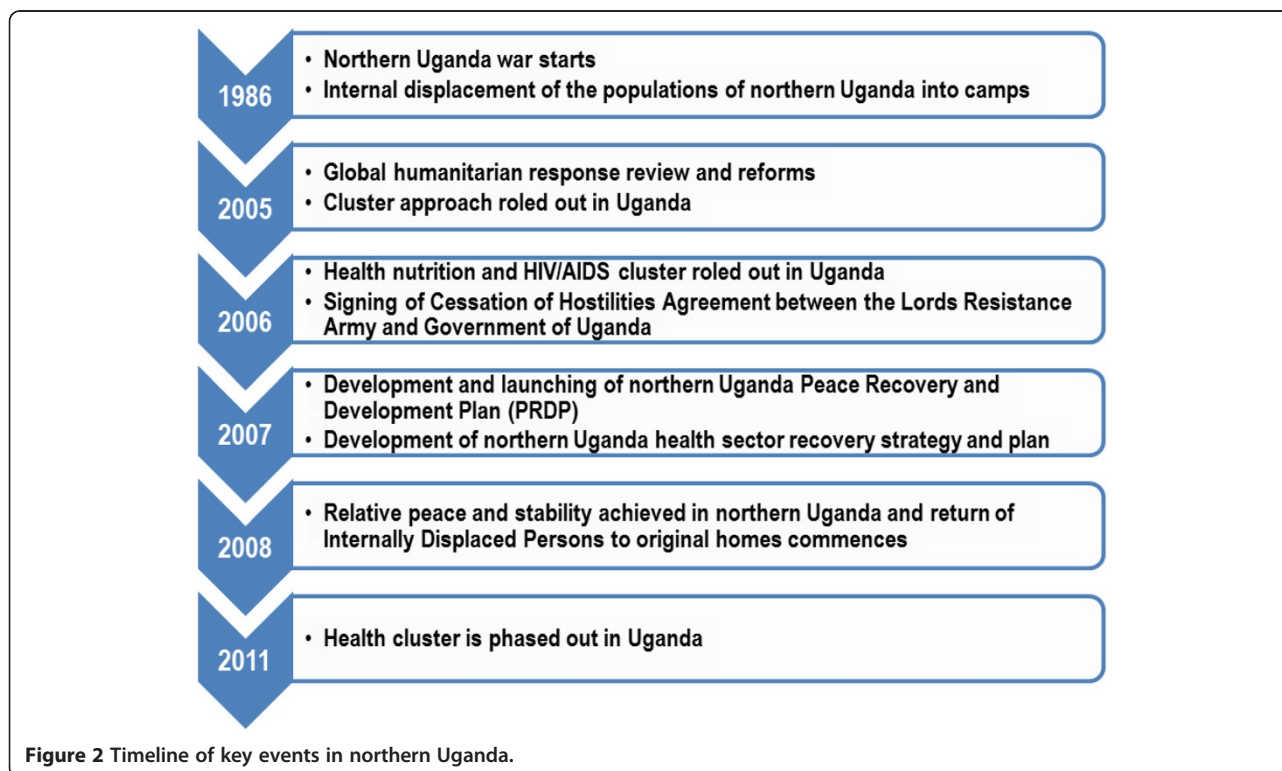 1986
• Northern Uganda war starts
• Internal displacement of the populations of northern Uganda into camps
2005
• Global humanitarian response review and reforms
• Cluster approach roled out in Uganda
2006
• Health nutrition and HIV/AIDS cluster roled out in Uganda
• Signing of Cessation of Hostilities Agreement between the Lords Resistance
Army and Government of Uganda
2007
• Development and launching of northern Uganda Peace Recovery and
Development Plan (PRDP)
• Development of northern Uganda health sector recovery strategy and plan
2008
• Relative peace and stability achieved in northern Uganda and return of
Internally Displaced Persons to original homes commences
2011
• Health cluster is phased out in Uganda
Figure 2 Timeline of key events in northern Uganda.